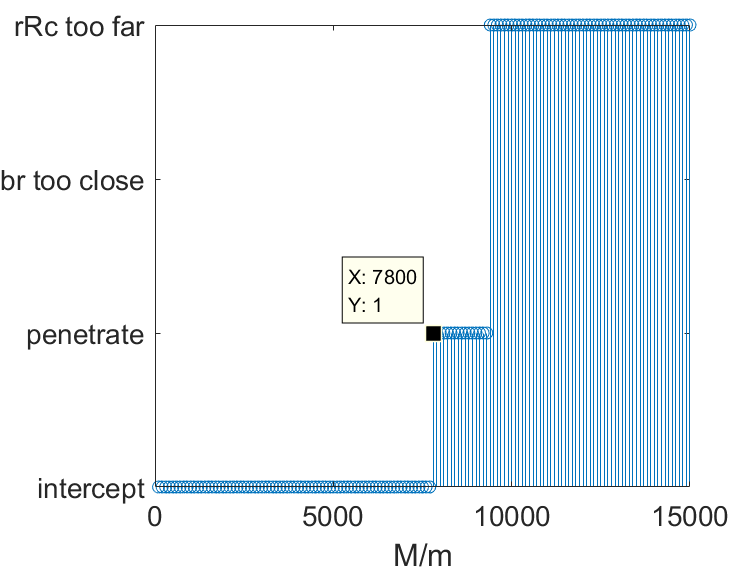 rRc too far
br too close
X: 7800
Y: 1
penetrate
intercept
0 5000 10000 15000
M/m